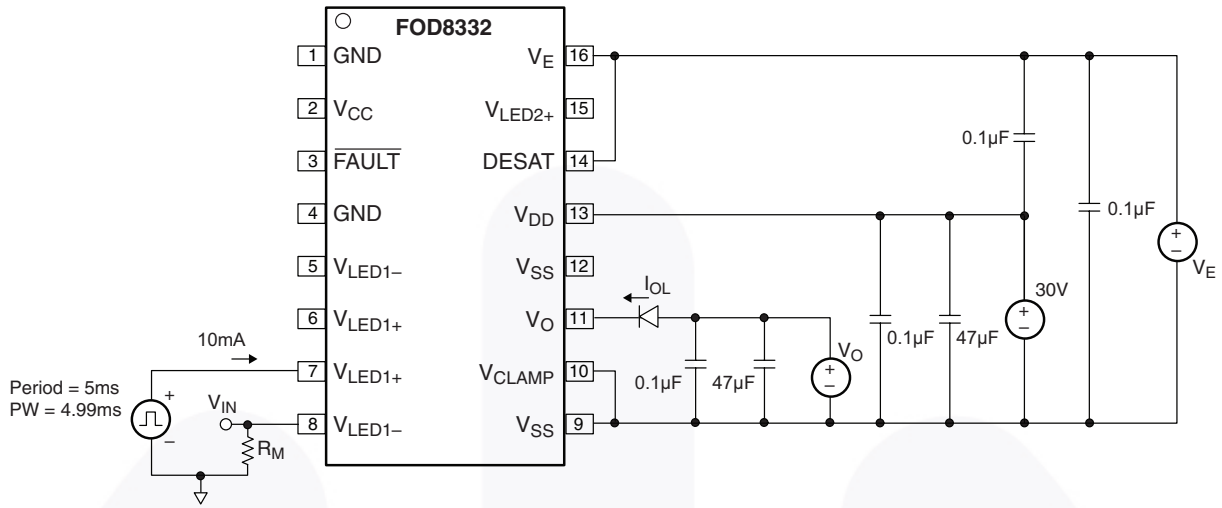 FOD8332
1 GND
2 VCC
3 FAULT
4 GND
5 VLED1–
6 VLED1+
7 VLED1+
8 VLED1–
VE 16
VLED2+ 15
DESAT 14
VDD 13
VSS 12
VO 11
VCLAMP 10
VSS 9
10mA
Period = 5ms
PW = 4.99ms
+
–
VIN
RM
IOL
0.1µF
47µF
VO
+
–
0.1µF
47µF
30V
+
–
0.1µF
0.1µF
+
–
VE